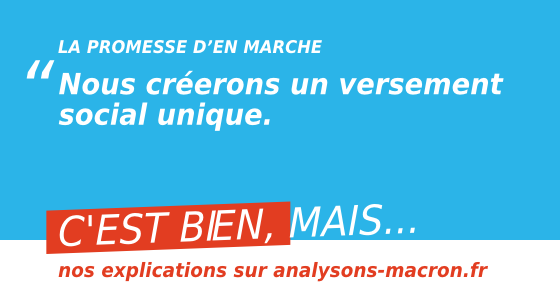 LA PROMESSE D’EN MARCHE
“ Nous créerons un versement
social unique.
C'EST BIEN, MAIS...
nos explications sur analysons-macron.fr